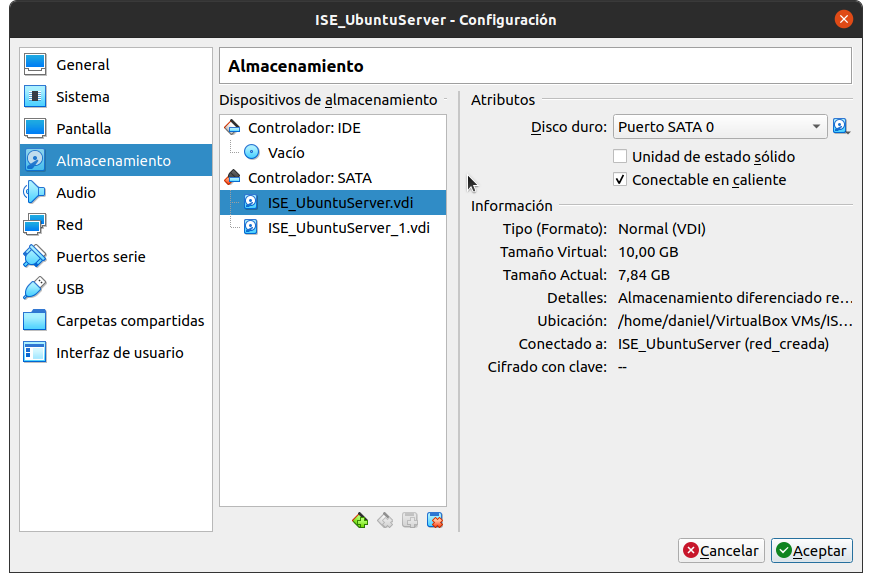 ISE_UbuntuServer - Configuración
General
Sistema
Pantalla
Almacenamiento
Audio
Red
Puertos serie
USB
Carpetas compartidas
Interfaz de usuario
Almacenamiento
Dispositivos de almacenamiento
Controlador: IDE
Vacío
Controlador: SATA
ISE_UbuntuServer.vdi
ISE_UbuntuServer_1.vdi
Atributos
Disco duro: Puerto SATA 0
Unidad de estado sólido
Conectable en caliente
Información
Tipo (Formato): Normal (VDI)
Tamaño Virtual: 10,00 GB
Tamaño Actual: 7,84 GB
Detalles: Almacenamiento diferenciado re...
Ubicación: /home/daniel/VirtualBox VMs/IS...
Conectado a: ISE_UbuntuServer (red_creada)
Cifrado con clave: --
Cancelar
Aceptar